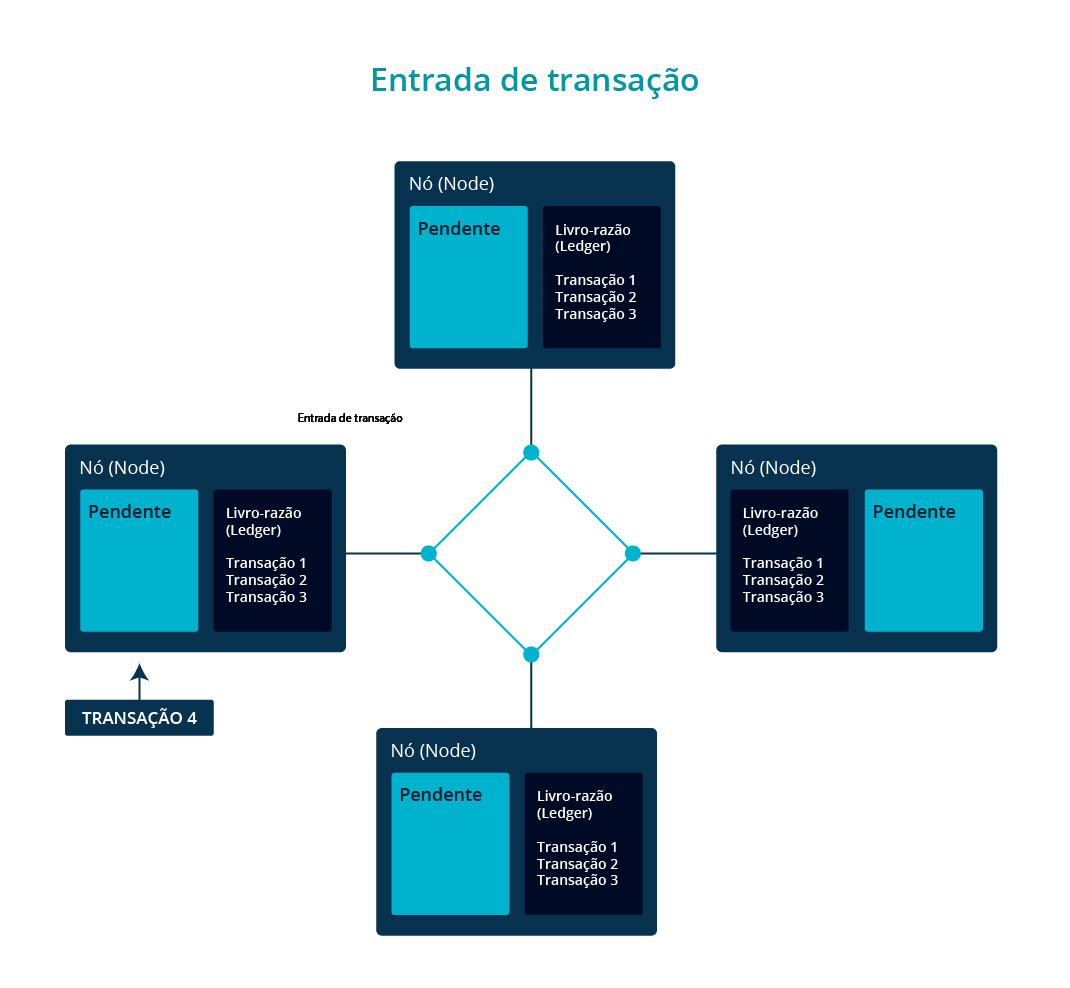 Entrada de transação
Nó (Node)
Pendente
Livro-razão
(Ledger)
Transação 1
Transação 2
Transação 3
Entrada de transação
Nó (Node)
Pendente
Livro-razão
(Ledger)
Transação 1
Transação 2
Transação 3
Nó (Node)
Livro-razão
(Ledger)
Transação 1
Transação 2
Transação 3
Pendente
TRANSAÇÃO 4
Nó (Node)
Pendente
Livro-razão
(Ledger)
Transação 1
Transação 2
Transação 3